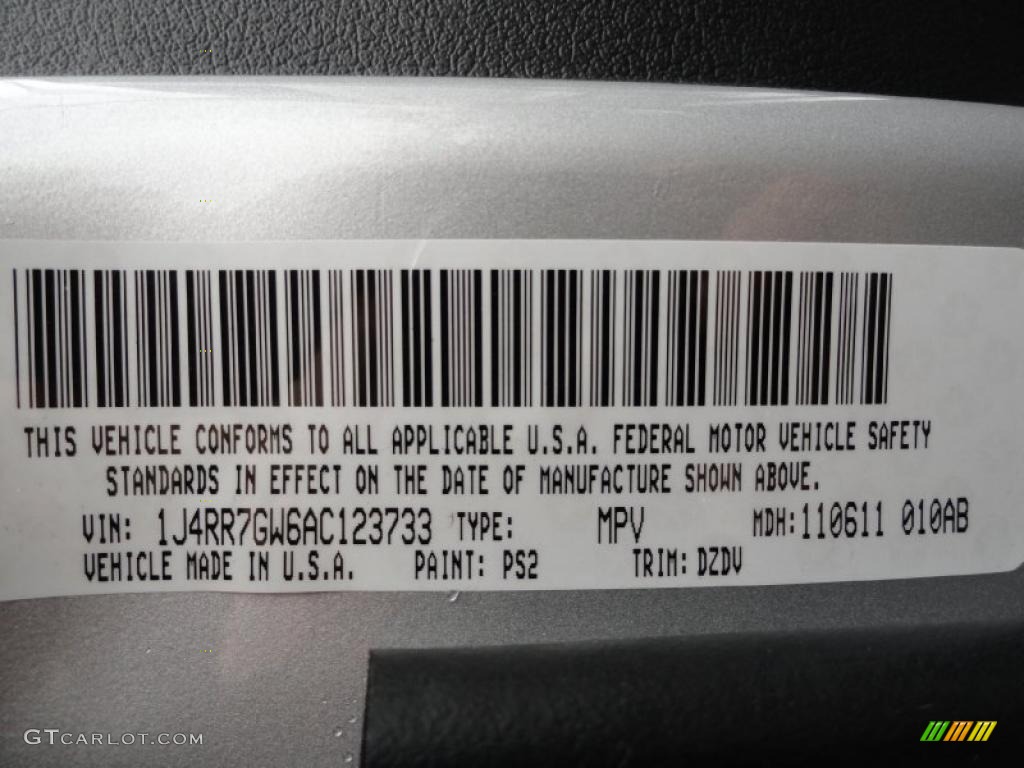 THIS VEHICLE CONFORMS TO ALL APPLICABLE U.S.A. FEDERAL MOTOR VEHICLE SAFETY
STANDARDS IN EFFECT ON THE DATE OF MANUFACTURE SHOWN ABOVE.
VIN: 1J4RR7GW6AC123733 TYPE: MPV MDH:110611 010AB
VEHICLE MADE IN U.S.A. PAINT: PS2 TRIM: DZDV
GTCARLOT.COM